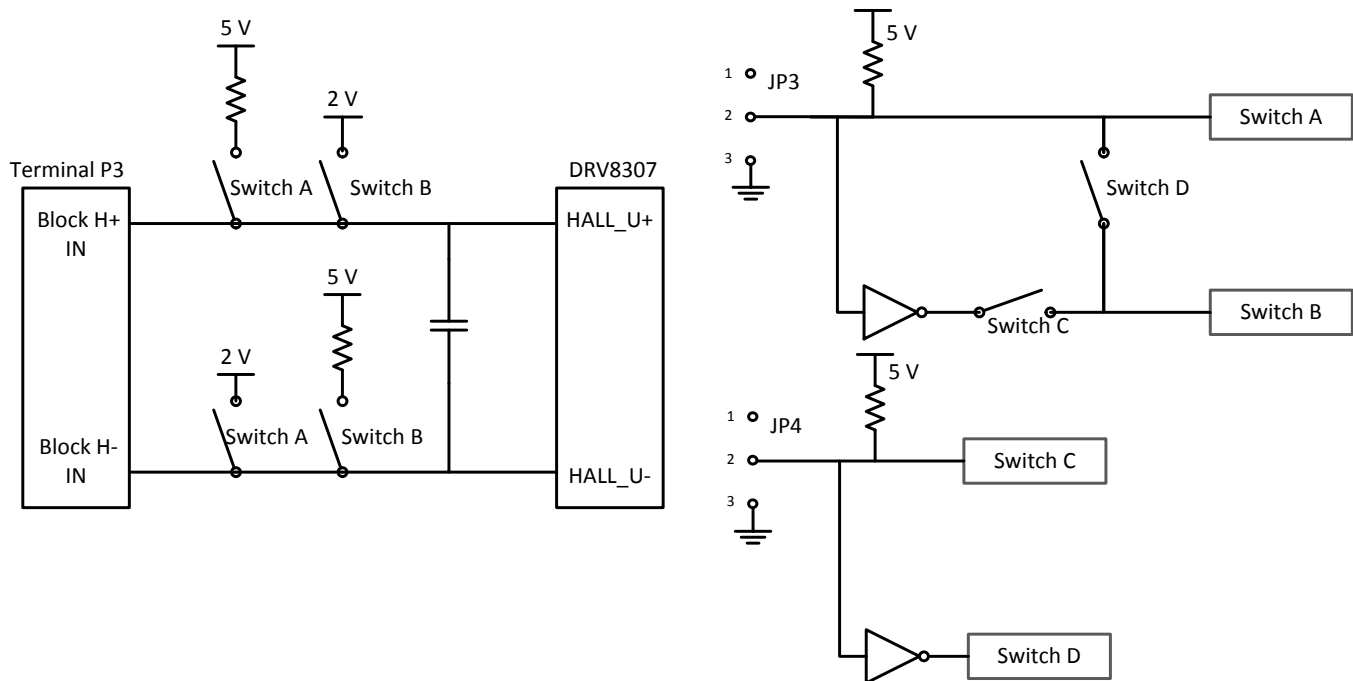 5 V
2 V
Terminal P3
DRV8307
Switch A
Switch B
Block H+
IN
HALL_U+
5 V
2 V
Switch A
Switch B
Block H-
IN
HALL_U-
5 V
1
JP3
2
Switch A
3
Switch D
Switch C
Switch B
5 V
1
JP4
2
Switch C
3
Switch D